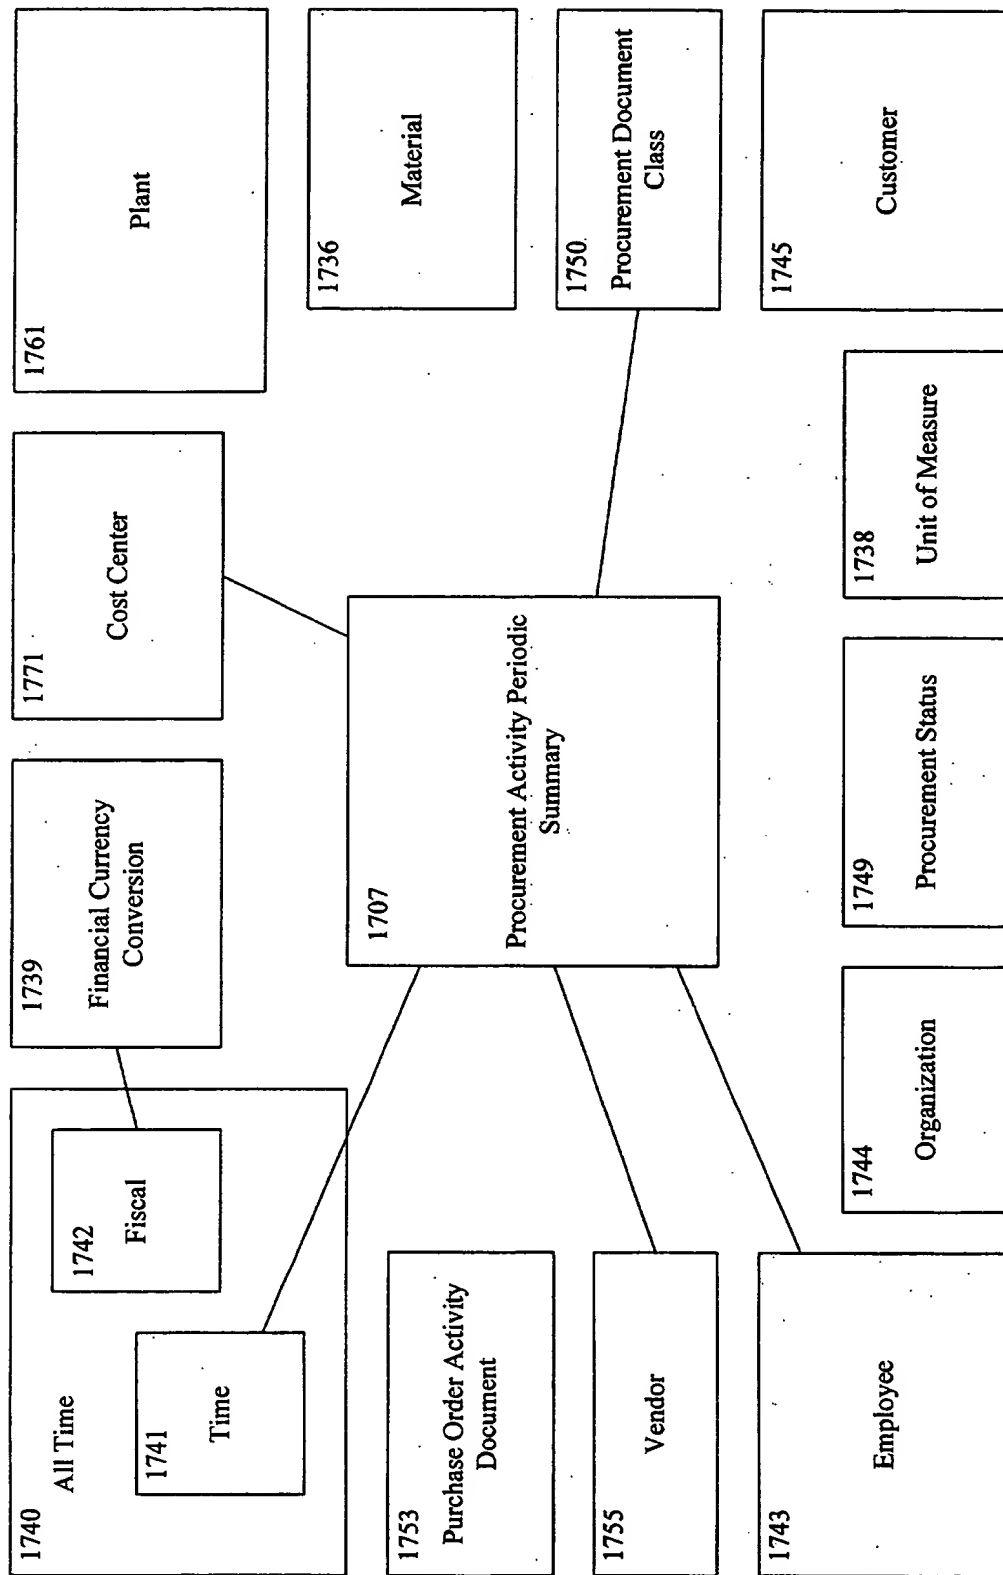 1740
All Time
1741
Time
1742
Fiscal
1739
Financial Currency
Conversion
1771
Cost Center
1761
Plant
1753
Purchase Order Activity
Document
1707
Procurement Activity Periodic
Summary
1736
Material
1755
Vendor
1750
Procurement Document
Class
1743
Employee
1744
Organization
1749
Procurement Status
1738
Unit of Measure
1745
Customer